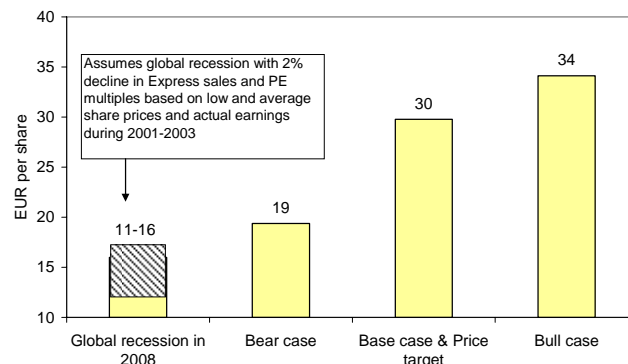 40
35
30
25
20
15
10
EUR per share
Assumes global recession with 2%
decline in Express sales and PE
multiples based on low and average
share prices and actual earnings
during 2001-2003
11-16
19
30
34
Global recession in
2008
Bear case
Base case & Price
target
Bull case